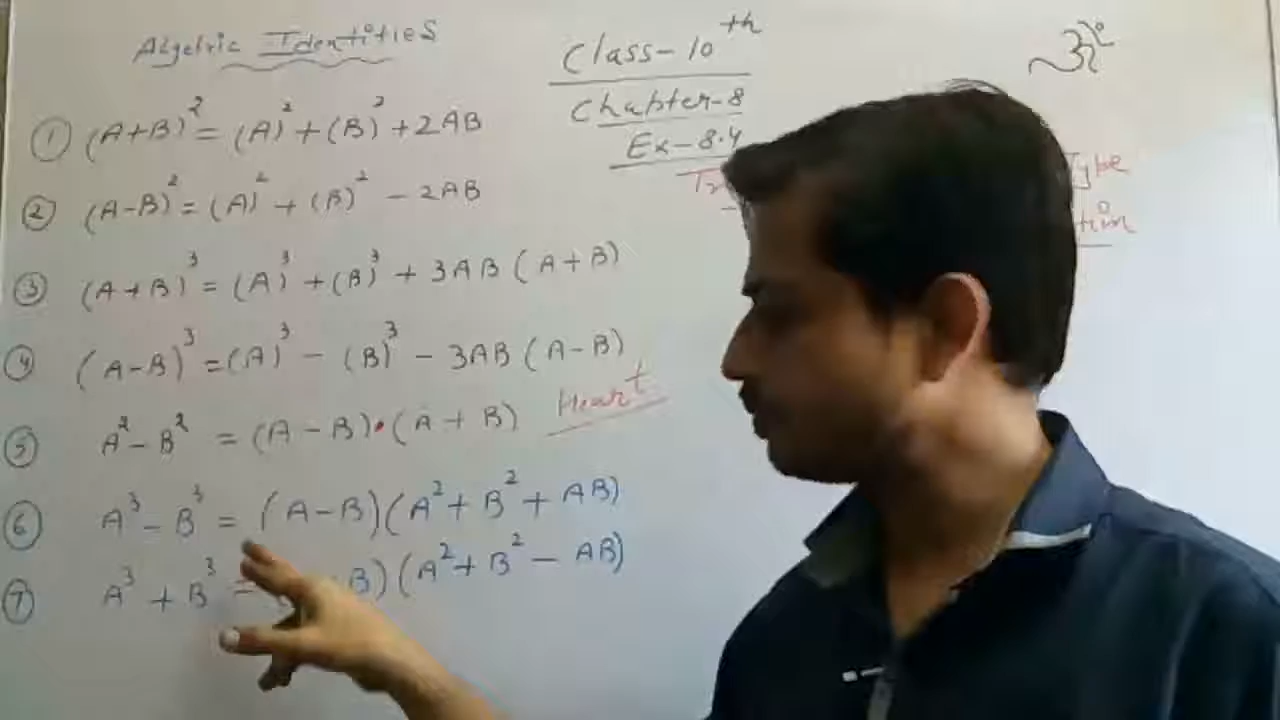 Algebric Identities
Class-10th
Chapter-8
Ex-8.4
Type
ॐ
① (A+B)² = (A)² + (B)² + 2AB
② (A-B)² = (A)² + (B)² - 2AB
③ (A+B)³ = (A)³ + (B)³ + 3AB (A+B)
④ (A-B)³ = (A)³ - (B)³ - 3AB (A-B)
⑤ A² - B² = (A-B)•(A+B) Heart
⑥ A³ - B³ = (A-B)(A² + B² + AB)
⑦ A³ + B³ = B)(A² + B² - AB)